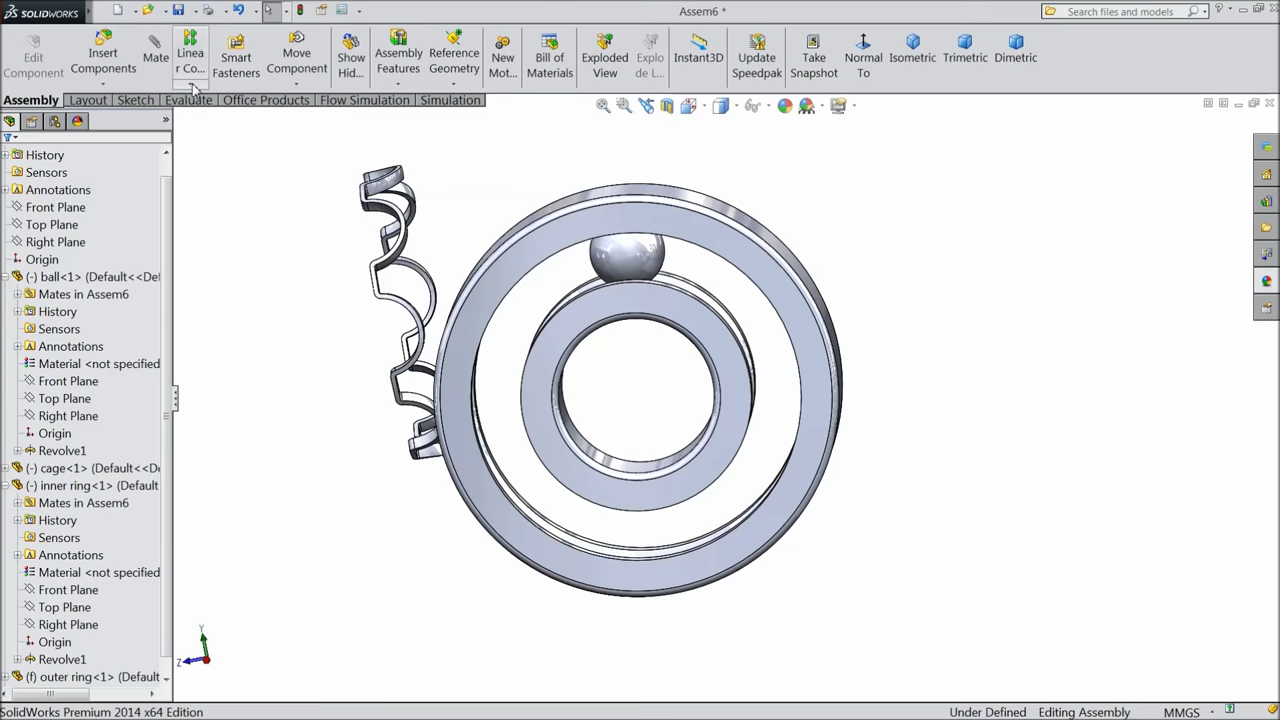 SOLIDWORKS
Assem6 *
Search files and models
Edit
Component
Insert
Components
Mate
Linea
r Co...
Smart
Fasteners
Move
Component
Show
Hid...
Assembly
Features
Reference
Geometry
New
Mot...
Bill of
Materials
Exploded
View
Explo
de L...
Instant3D
Update
Speedpak
Take
Snapshot
Normal
To
Isometric
Trimetric
Dimetric
Assembly Layout Sketch Evaluate Office Products Flow Simulation Simulation
History
Sensors
Annotations
Front Plane
Top Plane
Right Plane
Origin
(-) ball<1> (Default<<Def
Mates in Assem6
History
Sensors
Annotations
Material <not specified
Front Plane
Top Plane
Right Plane
Origin
Revolve1
(-) cage<1> (Default<<De
(-) inner ring<1> (Default
Mates in Assem6
History
Sensors
Annotations
Material <not specified
Front Plane
Top Plane
Right Plane
Origin
Revolve1
(f) outer ring<1> (Default
Y
Z
SolidWorks Premium 2014 x64 Edition
Under Defined
Editing Assembly
MMGS